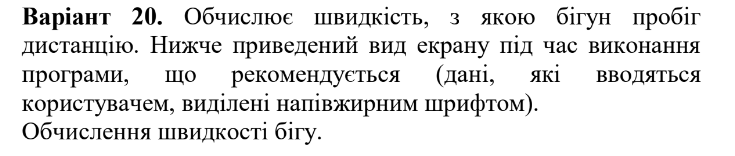 Варіант 20. Обчислює швидкість, з якою бігун пробіг
дистанцію. Нижче приведений вид екрану під час виконання
програми, що рекомендується (дані, які вводяться
користувачем, виділені напівжирним шрифтом).
Обчислення швидкості бігу.